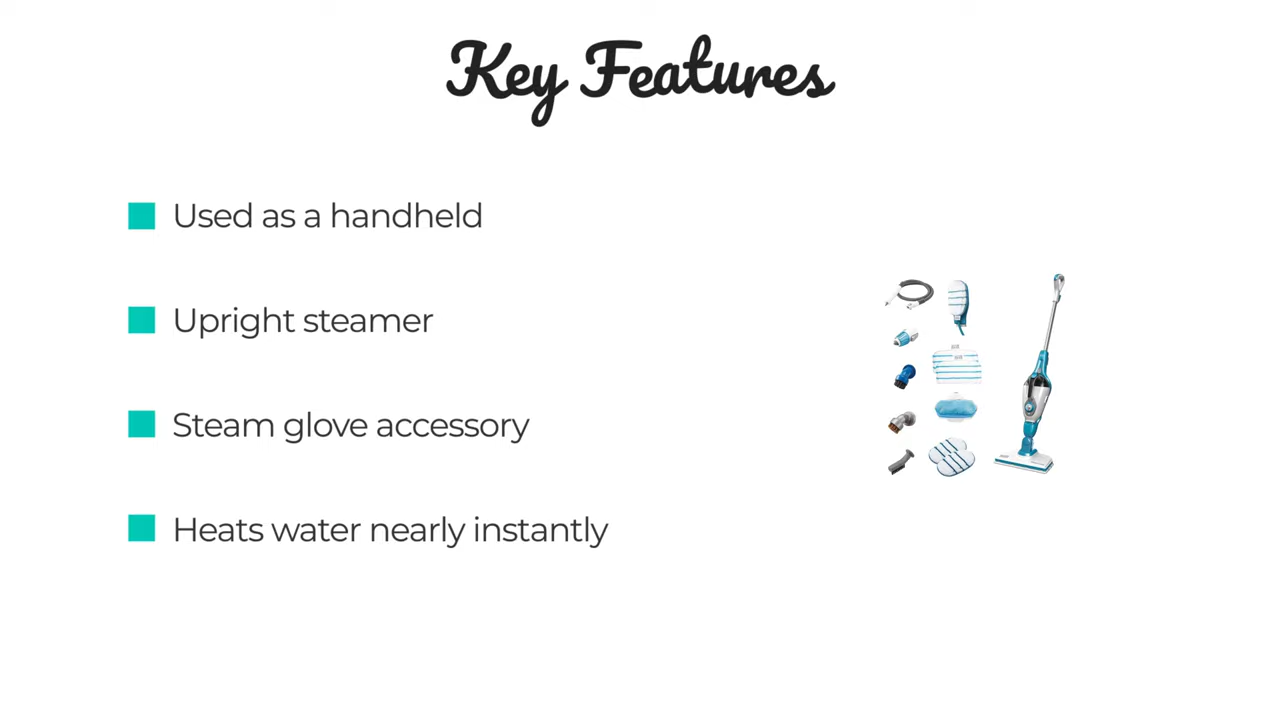 Key Features
Used as a handheld
Upright steamer
Steam glove accessory
Heats water nearly instantly